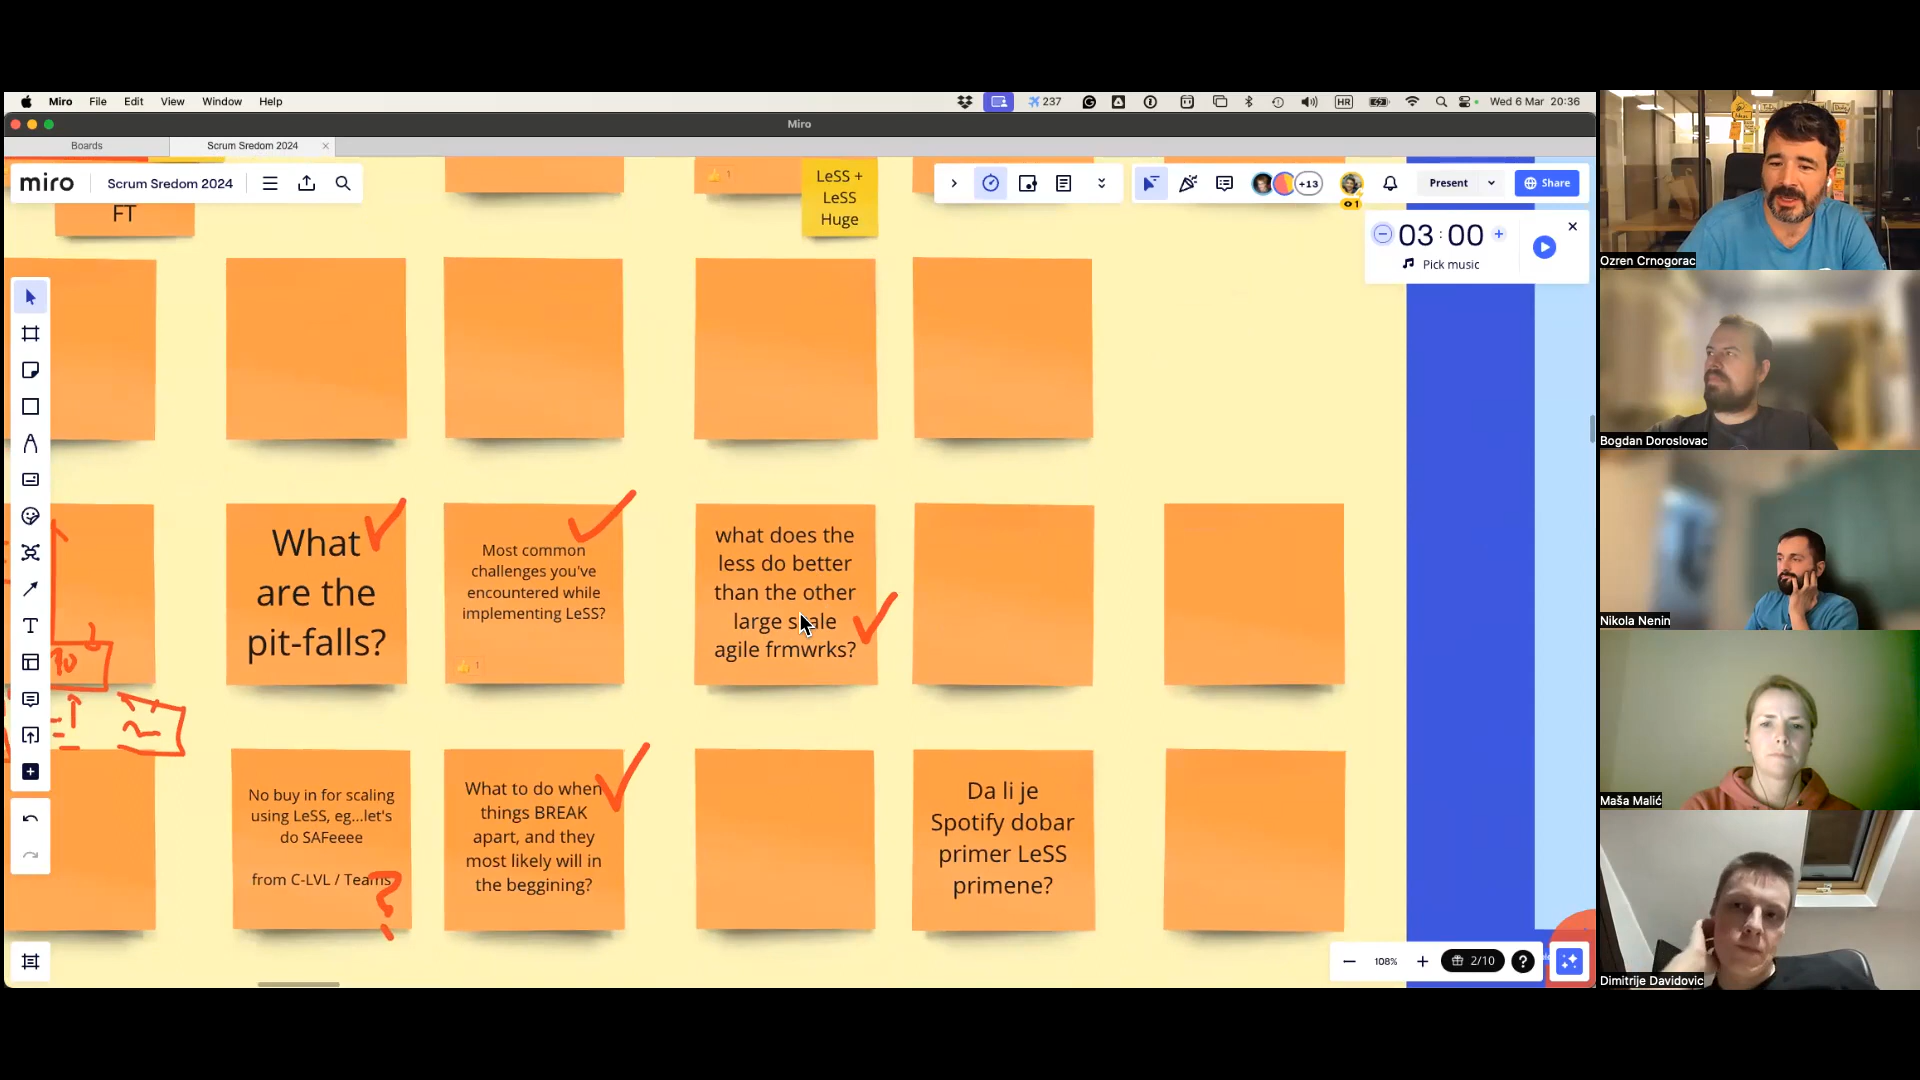 Miro File Edit View Window Help
237
HR
Wed 6 Mar 20:36
Miro
Boards
Scrum Sredom 2024
miro
Scrum Sredom 2024
+13
Present
Share
1
03 : 00
Pick music
FT
1
LeSS +
LeSS
Huge
What
are the
pit-falls?
Most common
challenges you've
encountered while
implementing LeSS?
1
what does the
less do better
than the other
large scale
agile frmwrks?
No buy in for scaling
using LeSS, eg...let's
do SAFeeee
from C-LVL / Teams
?
What to do when
things BREAK
apart, and they
most likely will in
the beggining?
Da li je
Spotify dobar
primer LeSS
primene?
108%
2/10
?
Ozren Crnogorac
Bogdan Doroslovac
Nikola Nenin
Maša Malić
Dimitrije Davidovic